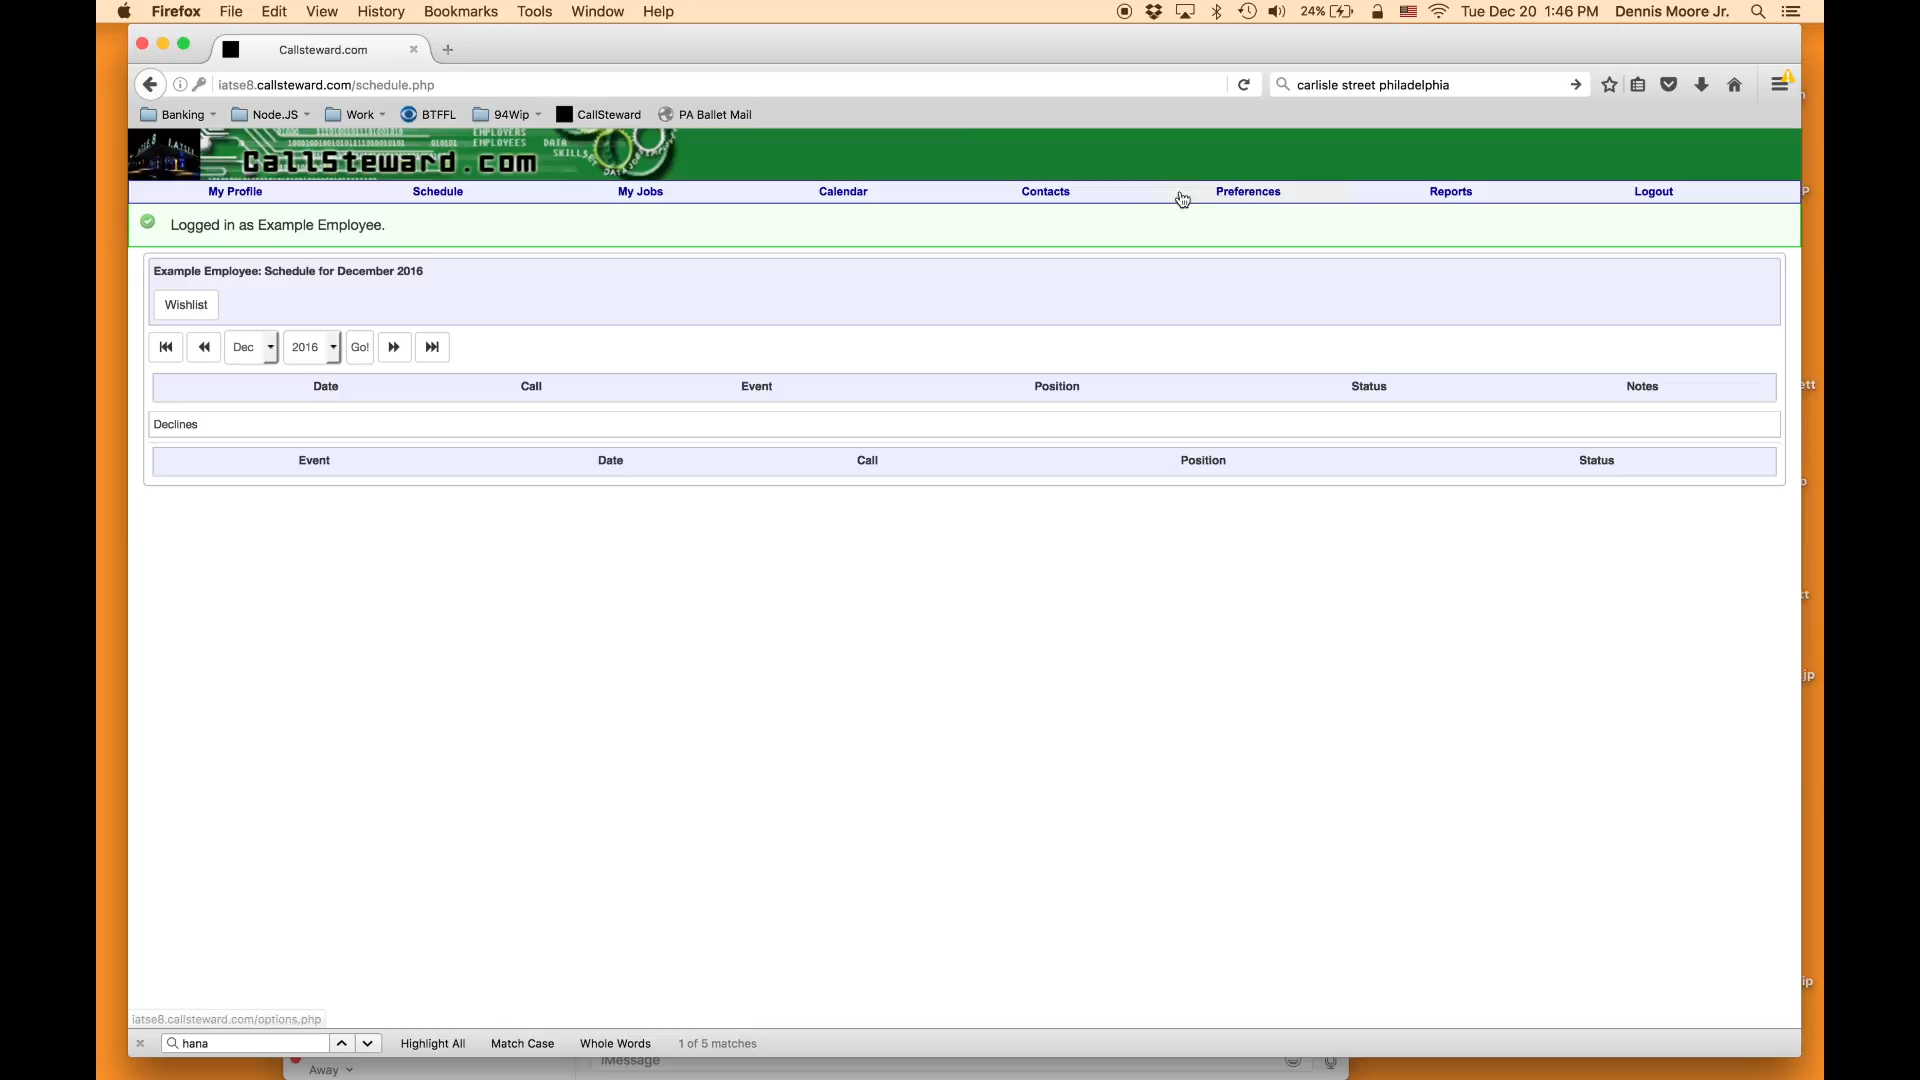 Firefox File Edit View History Bookmarks Tools Window Help 24% Tue Dec 20 1:46 PM Dennis Moore Jr.
Callsteward.com
iatse8.callsteward.com/schedule.php carlisle street philadelphia
Banking Node.JS Work BTFFL 94Wip CallSteward PA Ballet Mail
EMPLOYERS
EMPLOYEES DATA
SKILLS
CallSteward.com
My Profile Schedule My Jobs Calendar Contacts Preferences Reports Logout
Logged in as Example Employee.
Example Employee: Schedule for December 2016
Wishlist
Dec 2016 Go!
Date Call Event Position Status Notes
Declines
Event Date Call Position Status
iatse8.callsteward.com/options.php
hana Highlight All Match Case Whole Words 1 of 5 matches
Away iMessage